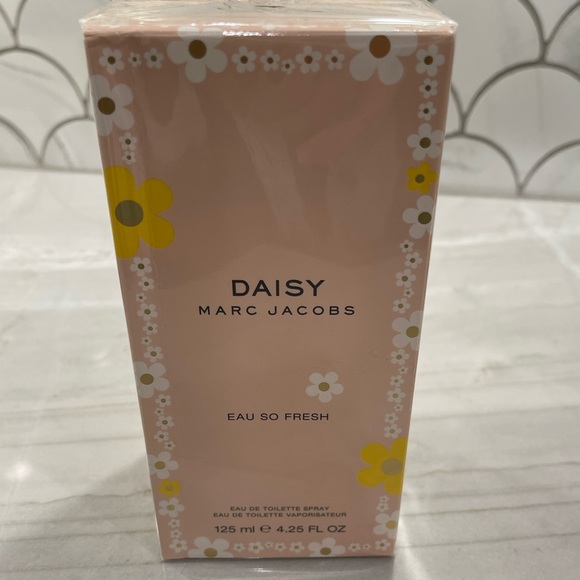 DAISY
MARC JACOBS
EAU SO FRESH
EAU DE TOILETTE SPRAY
EAU DE TOILETTE VAPORISATEUR
125 ml ℮ 4.25 FL OZ